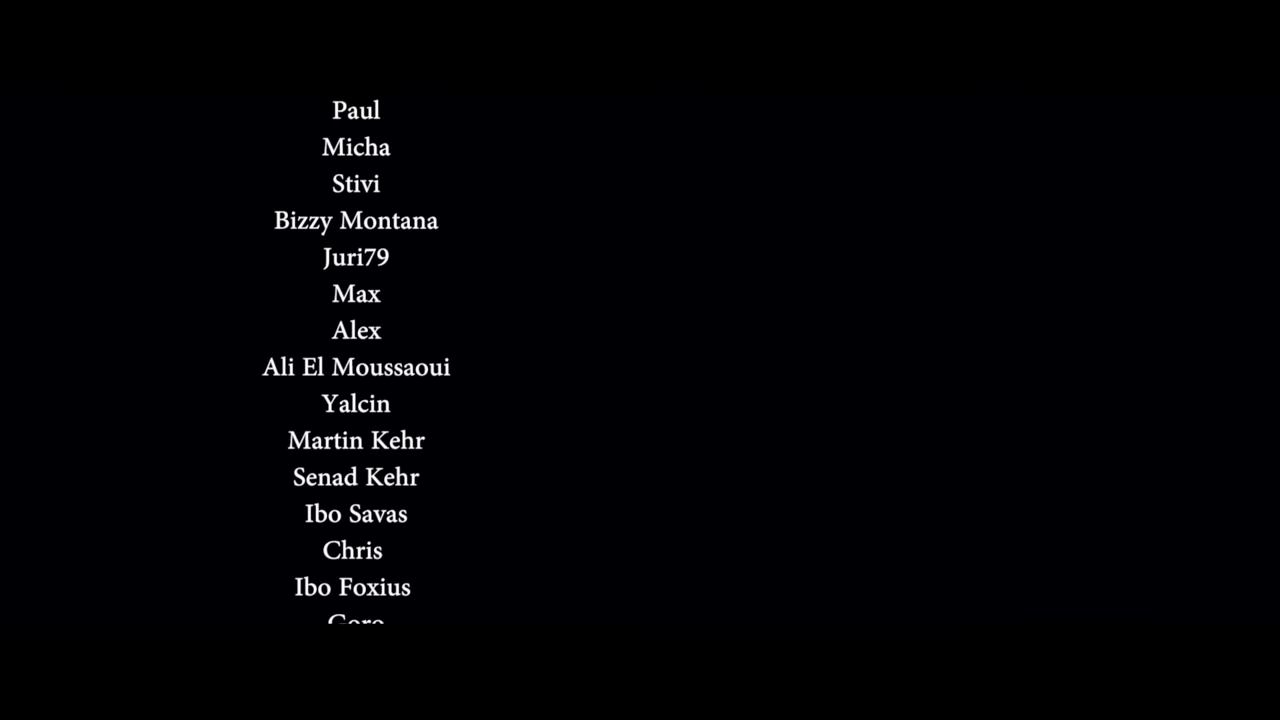 Paul
Micha
Stivi
Bizzy Montana
Juri79
Max
Alex
Ali El Moussaoui
Yalcin
Martin Kehr
Senad Kehr
Ibo Savas
Chris
Ibo Foxius